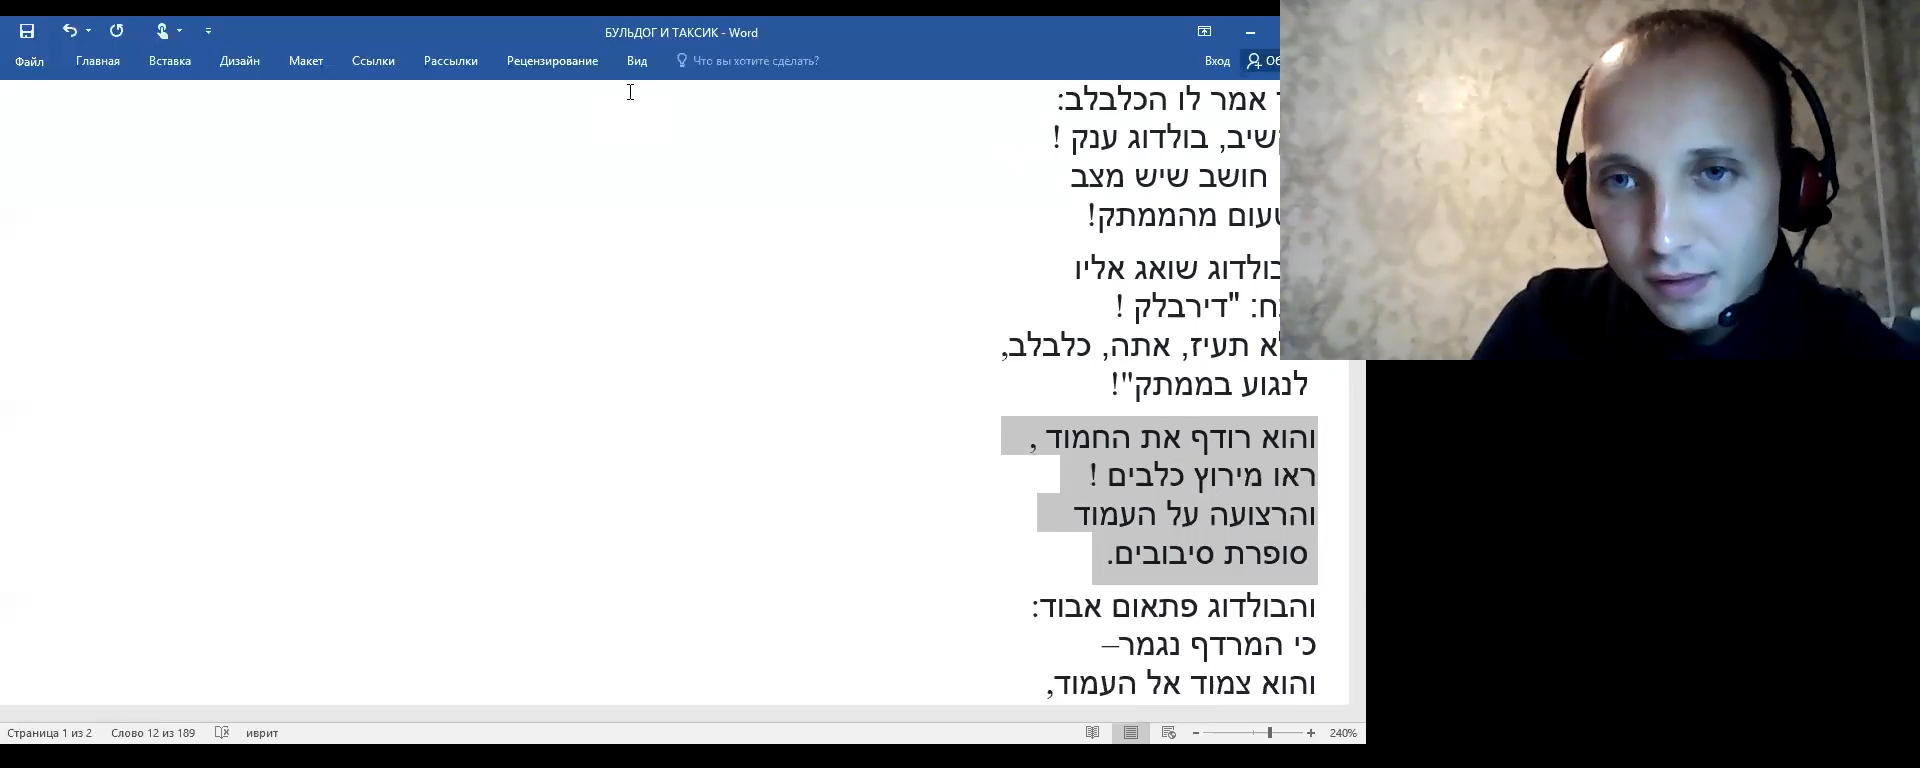 БУЛЬДОГ И ТАКСИК - Word
Файл Главная Вставка Дизайн Макет Ссылки Рассылки Рецензирование Вид Что вы хотите сделать? Вход
אמר לו הכלבלב:
בולדוג ענק !
חושב שיש מצב
מהממתק!
שואג אליו
"דירבלק !
תעיז, אתה, כלבלב,
לנגוע בממתק"!
והוא רודף את החמוד ,
ראו מירוץ כלבים !
והרצועה על העמוד
סופרת סיבובים.
והבולדוג פתאום אבוד:
כי המרדף נגמר–
והוא צמוד אל העמוד,
Страница 1 из 2 Слово 12 из 189 иврит 240%